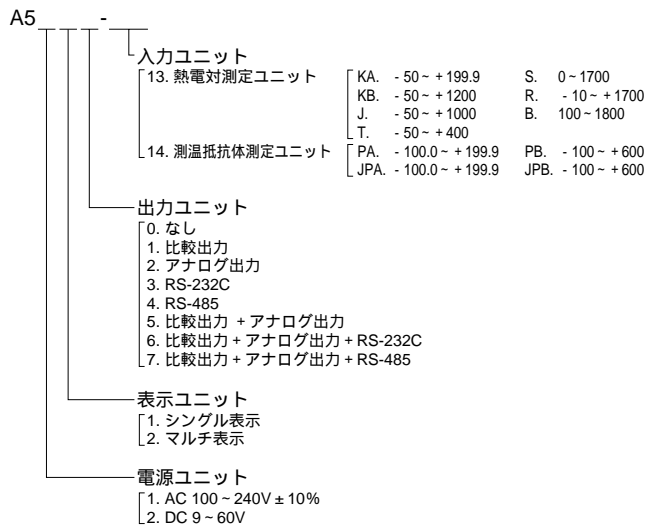 A5 -
入力ユニット
13. 熱電対測定ユニット KA. - 50 ~ + 199.9 S. 0 ~ 1700
KB. - 50 ~ + 1200 R. - 10 ~ + 1700
J. - 50 ~ + 1000 B. 100 ~ 1800
T. - 50 ~ + 400
14. 測温抵抗体測定ユニット PA. - 100.0 ~ + 199.9 PB. - 100 ~ + 600
JPA. - 100.0 ~ + 199.9 JPB. - 100 ~ + 600
出力ユニット
0. なし
1. 比較出力
2. アナログ出力
3. RS-232C
4. RS-485
5. 比較出力 + アナログ出力
6. 比較出力 + アナログ出力 + RS-232C
7. 比較出力 + アナログ出力 + RS-485
表示ユニット
1. シングル表示
2. マルチ表示
電源ユニット
1. AC 100 ~ 240V ± 10%
2. DC 9 ~ 60V